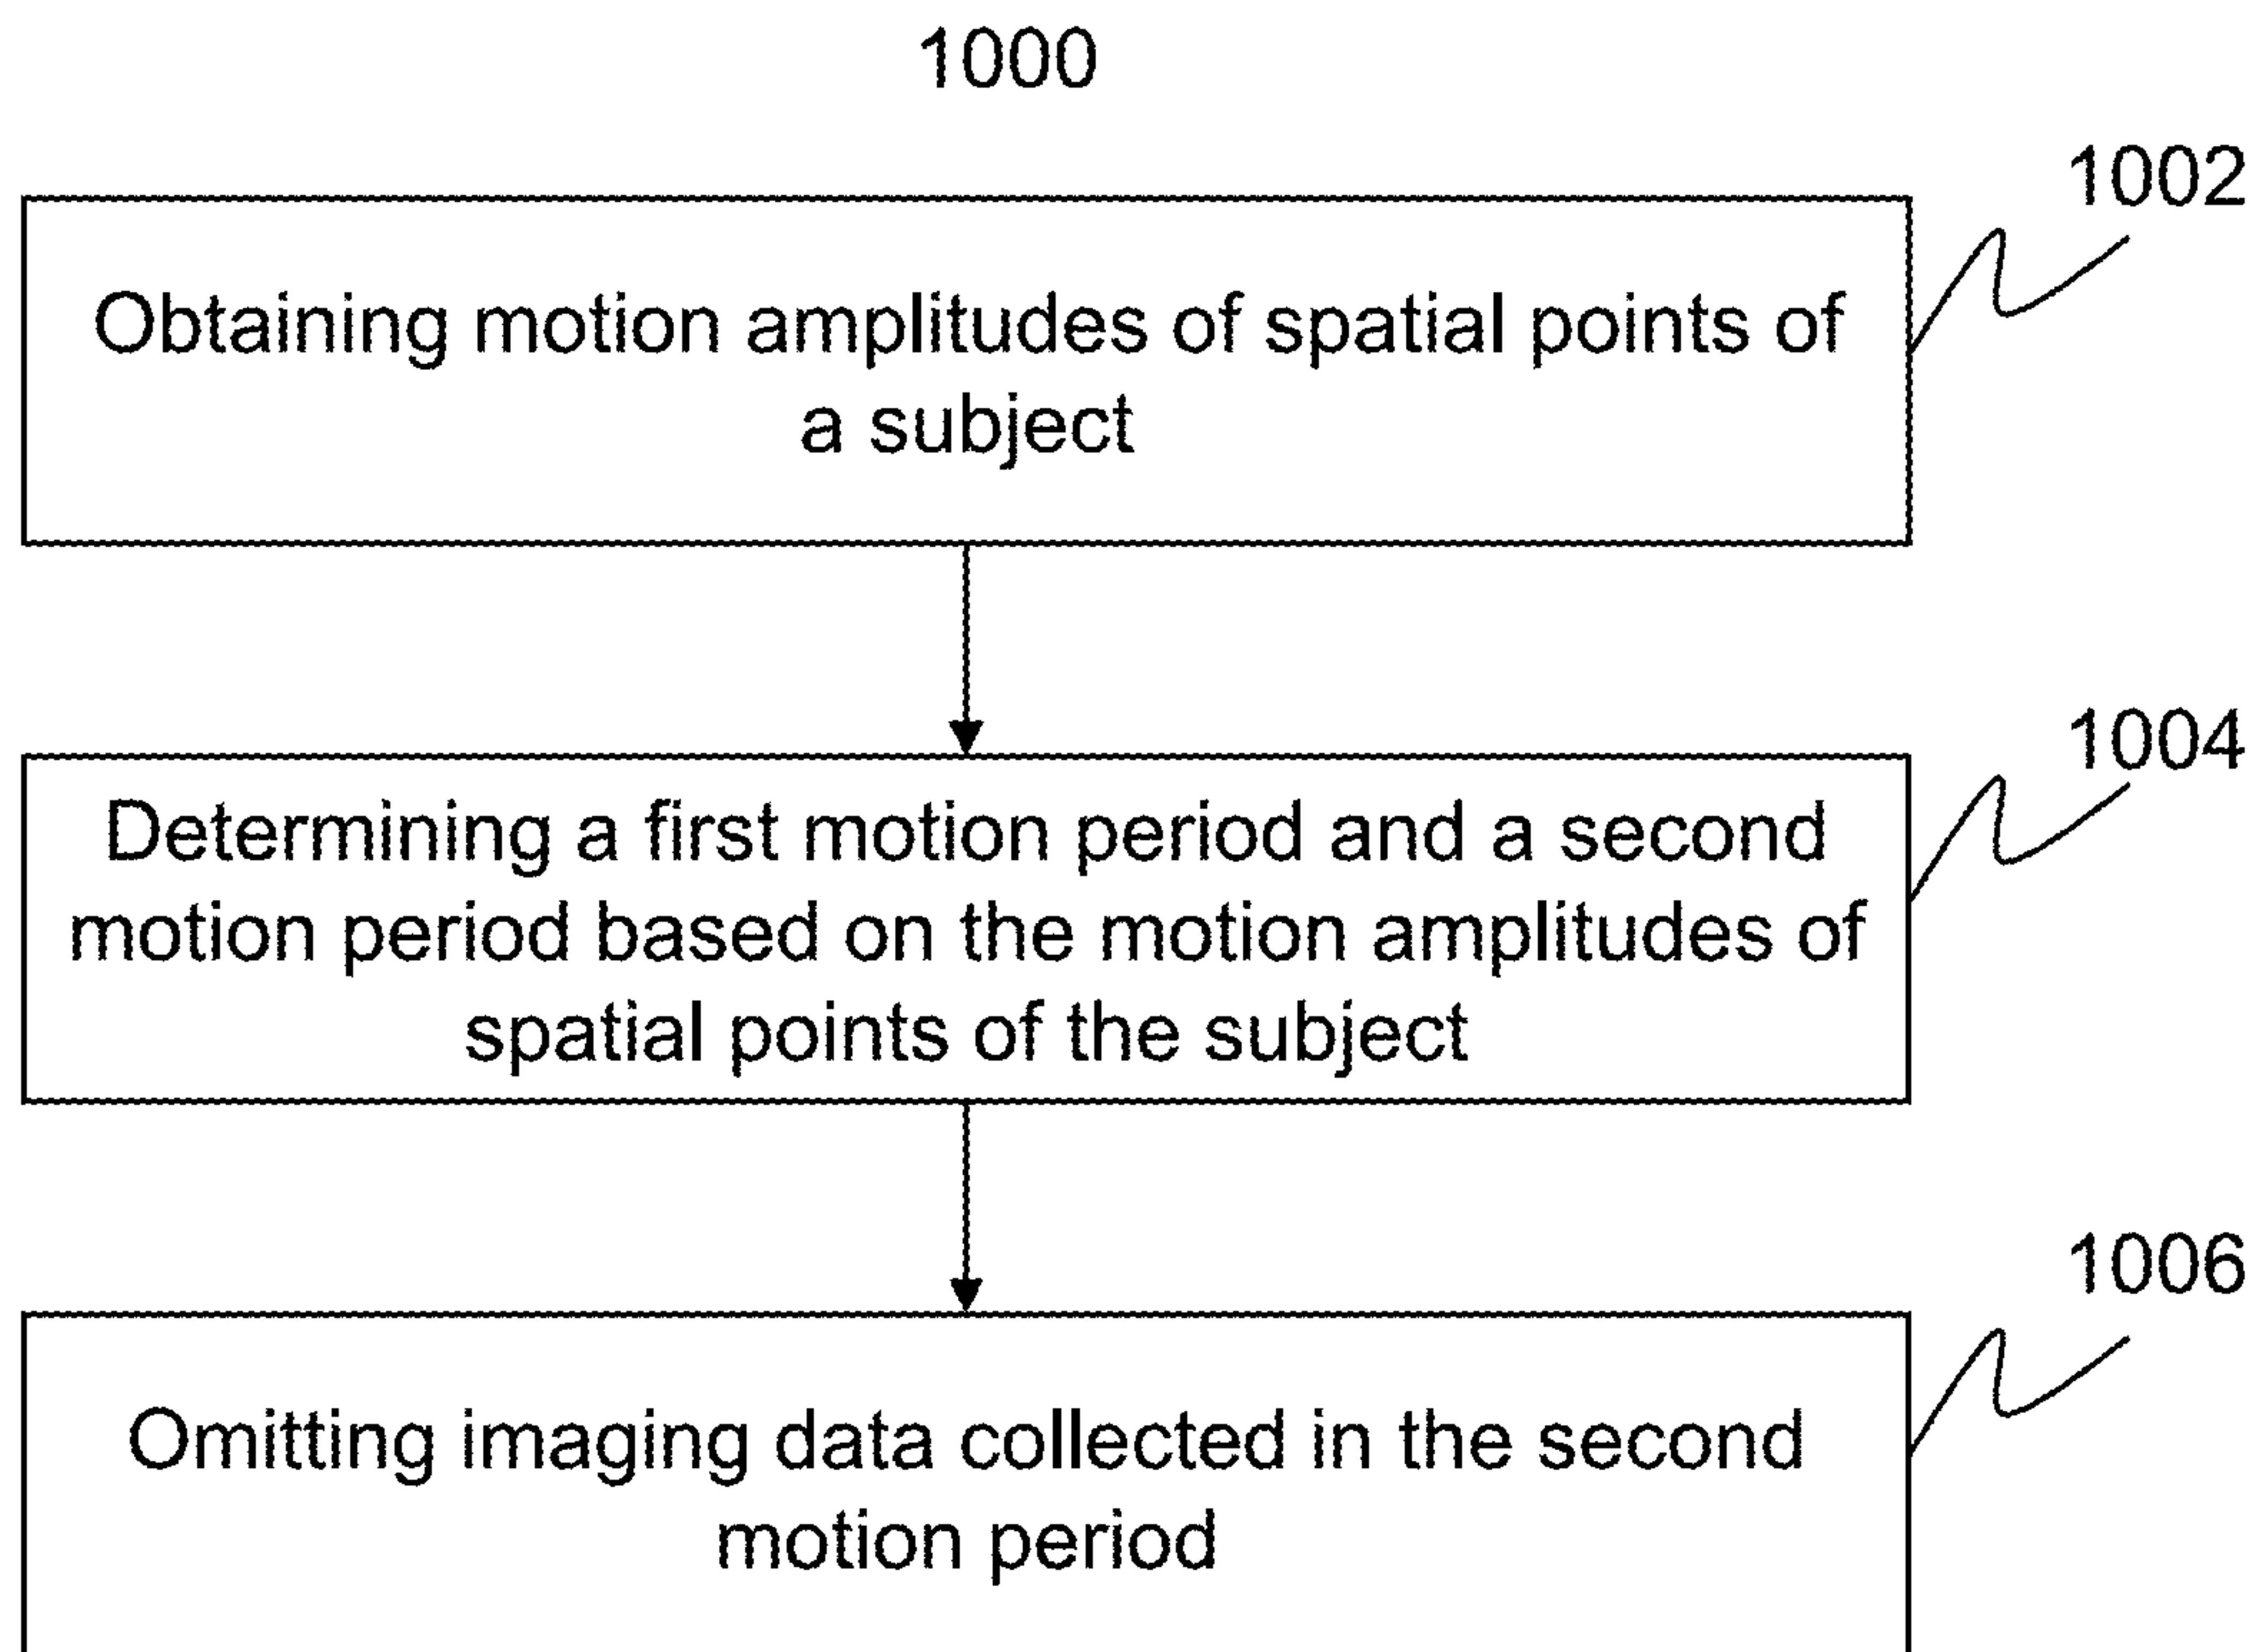 1000
1002
Obtaining motion amplitudes of spatial points of
a subject
1004
Determining a first motion period and a second
motion period based on the motion amplitudes of
spatial points of the subject
1006
Omitting imaging data collected in the second
motion period